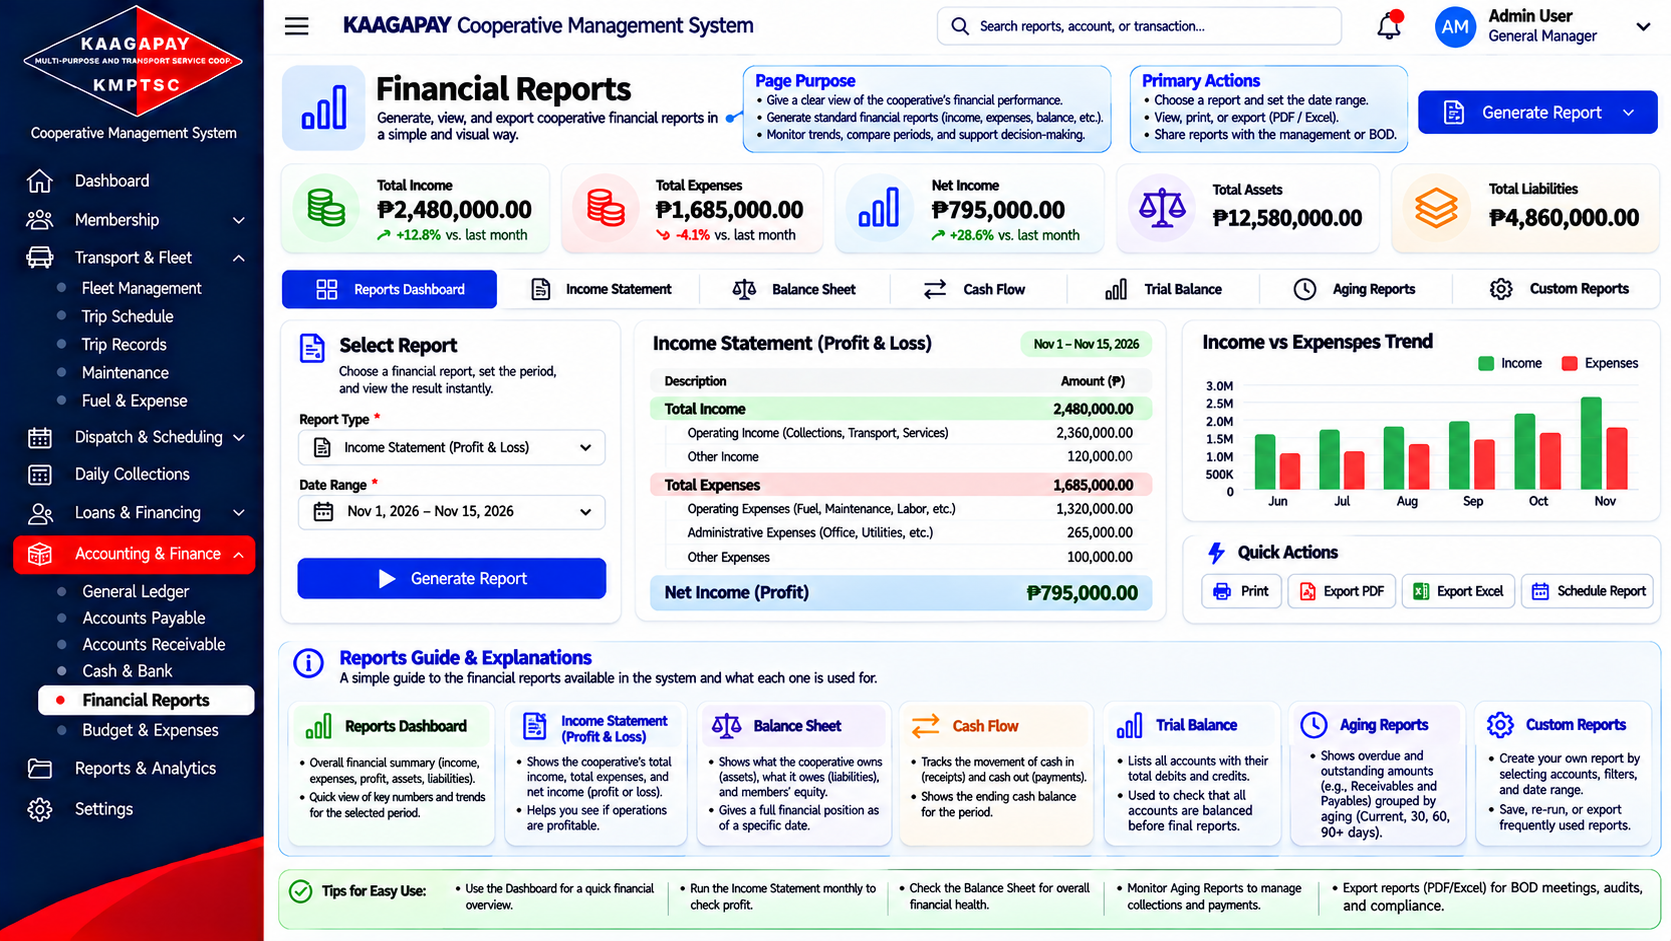 KAAGAPAY
MULTI-PURPOSE AND TRANSPORT SERVICE COOP.
KMPTSC
Cooperative Management System
Dashboard
Membership
Transport & Fleet
Fleet Management
Trip Schedule
Trip Records
Maintenance
Fuel & Expense
Dispatch & Scheduling
Daily Collections
Loans & Financing
Accounting & Finance
General Ledger
Accounts Payable
Accounts Receivable
Cash & Bank
Financial Reports
Budget & Expenses
Reports & Analytics
Settings
KAAGAPAY Cooperative Management System
Search reports, account, or transaction...
AM
Admin User
General Manager
Financial Reports
Generate, view, and export cooperative financial reports in
a simple and visual way.
Page Purpose
• Give a clear view of the cooperative's financial performance.
• Generate standard financial reports (income, expenses, balance, etc.).
• Monitor trends, compare periods, and support decision-making.
Primary Actions
• Choose a report and set the date range.
• View, print, or export (PDF / Excel).
• Share reports with the management or BOD.
Generate Report
Total Income
₱2,480,000.00
+12.8% vs. last month
Total Expenses
₱1,685,000.00
-4.1% vs. last month
Net Income
₱795,000.00
+28.6% vs. last month
Total Assets
₱12,580,000.00
Total Liabilities
₱4,860,000.00
Reports Dashboard
Income Statement
Balance Sheet
Cash Flow
Trial Balance
Aging Reports
Custom Reports
Select Report
Choose a financial report, set the period,
and view the result instantly.
Report Type *
Income Statement (Profit & Loss)
Date Range *
Nov 1, 2026 – Nov 15, 2026
Generate Report
Income Statement (Profit & Loss)
Nov 1 – Nov 15, 2026
Description Amount (₱)
Total Income 2,480,000.00
Operating Income (Collections, Transport, Services) 2,360,000.00
Other Income 120,000.00
Total Expenses 1,685,000.00
Operating Expenses (Fuel, Maintenance, Labor, etc.) 1,320,000.00
Administrative Expenses (Office, Utilities, etc.) 265,000.00
Other Expenses 100,000.00
Net Income (Profit) ₱795,000.00
Income vs Expenspes Trend
Income Expenses
3.0M
2.5M
2.0M
1.5M
1.0M
500K
0
Jun Jul Aug Sep Oct Nov
Quick Actions
Print
Export PDF
Export Excel
Schedule Report
Reports Guide & Explanations
A simple guide to the financial reports available in the system and what each one is used for.
Reports Dashboard
• Overall financial summary (income,
expenses, profit, assets, liabilities).
• Quick view of key numbers and trends
for the selected period.
Income Statement
(Profit & Loss)
• Shows the cooperative's total
income, total expenses, and
net income (profit or loss).
• Helps you see if operations
are profitable.
Balance Sheet
• Shows what the cooperative owns
(assets), what it owes (liabilities),
and members' equity.
• Gives a full financial position as
of a specific date.
Cash Flow
• Tracks the movement of cash in
(receipts) and cash out (payments).
• Shows the ending cash balance
for the period.
Trial Balance
• Lists all accounts with their
total debits and credits.
• Used to check that all
accounts are balanced
before final reports.
Aging Reports
• Shows overdue and
outstanding amounts
(e.g., Receivables and
Payables) grouped by
aging (Current, 30, 60,
90+ days).
Custom Reports
• Create your own report by
selecting accounts, filters,
and date range.
• Save, re-run, or export
frequently used reports.
Tips for Easy Use:
• Use the Dashboard for a quick financial
overview.
• Run the Income Statement monthly to
check profit.
• Check the Balance Sheet for overall
financial health.
• Monitor Aging Reports to manage
collections and payments.
• Export reports (PDF/Excel) for BOD meetings, audits,
and compliance.